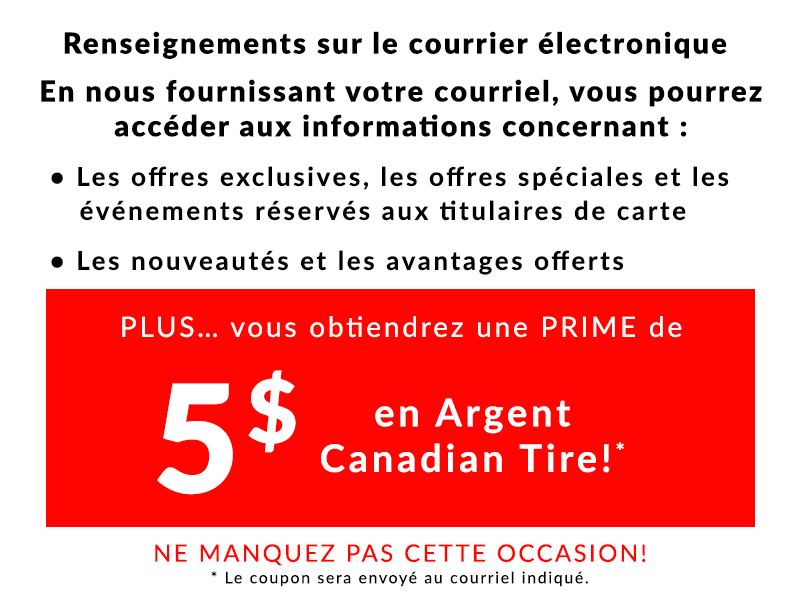 Renseignements sur le courrier électronique
En nous fournissant votre courriel, vous pourrez
accéder aux informations concernant :
• Les offres exclusives, les offres spéciales et les
événements réservés aux titulaires de carte
• Les nouveautés et les avantages offerts
PLUS... vous obtiendrez une PRIME de
5$ en Argent
Canadian Tire!*
NE MANQUEZ PAS CETTE OCCASION!
* Le coupon sera envoyé au courriel indiqué.